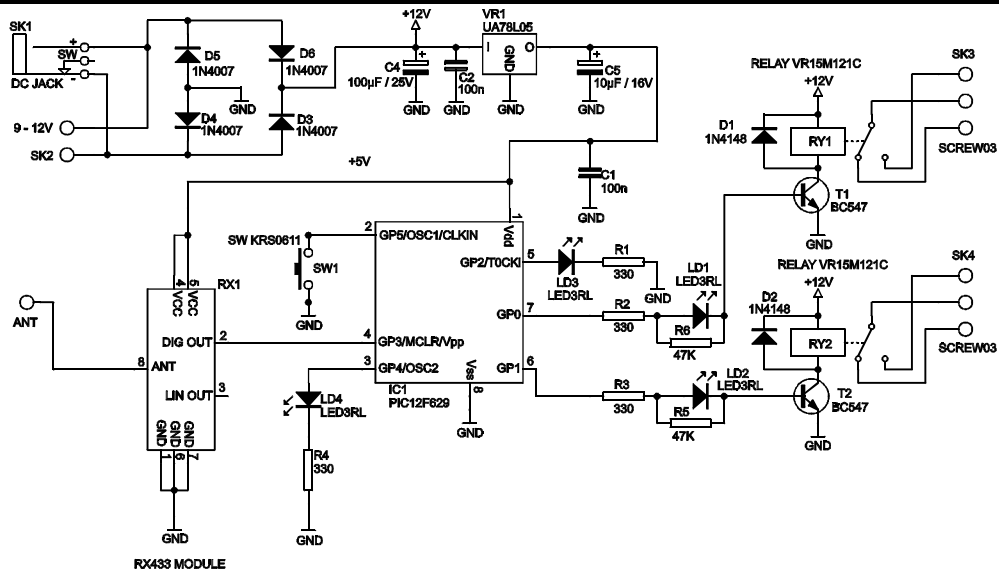 SK1
+
SW
-
DC JACK
9 - 12V
SK2
D5
1N4007
D6
1N4007
D4
1N4007
D3
1N4007
GND
+12V
+
C4
100µF / 25V
GND
C2
100n
GND
VR1
UA78L05
I
GND
O
GND
+
C5
10µF / 16V
GND
+5V
C1
100n
GND
RELAY VR15M121C
+12V
D1
1N4148
RY1
SK3
SCREW03
T1
BC547
GND
SW KRS0611
SW1
GND
2
GP5/OSC1/CLKIN
1
Vdd
GP2/T0CKI
5
LD3
LED3RL
R1
330
GND
GP0
7
R2
330
LD1
LED3RL
R6
47K
4
GP3/MCLR/Vpp
3
GP4/OSC2
GP1
6
Vss
8
GND
IC1
PIC12F629
R3
330
LD2
LED3RL
R5
47K
RELAY VR15M121C
+12V
D2
1N4148
RY2
SK4
SCREW03
T2
BC547
GND
ANT
4
5
VCC
VCC
RX1
DIG OUT
2
8
ANT
LIN OUT
3
GND
GND
GND
1
6
7
GND
RX433 MODULE
LD4
LED3RL
R4
330
GND